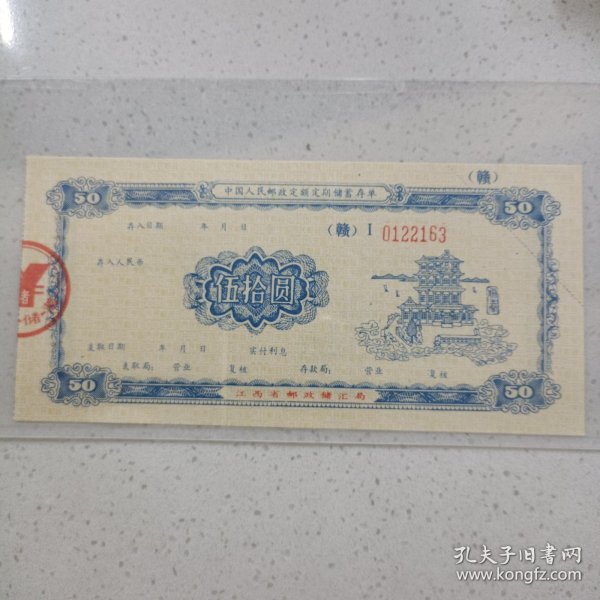 （赣）
中国人民邮政定额定期储蓄存单
50 50
存入日期 年 月 日
（赣）I 0122163
存入人民币
伍拾圆
支取日期 年 月 日 实付利息
支取局： 营业 复核 存款局： 营业 复核
50 50
江西省邮政储汇局
孔夫子旧书网
www.kongfz.com